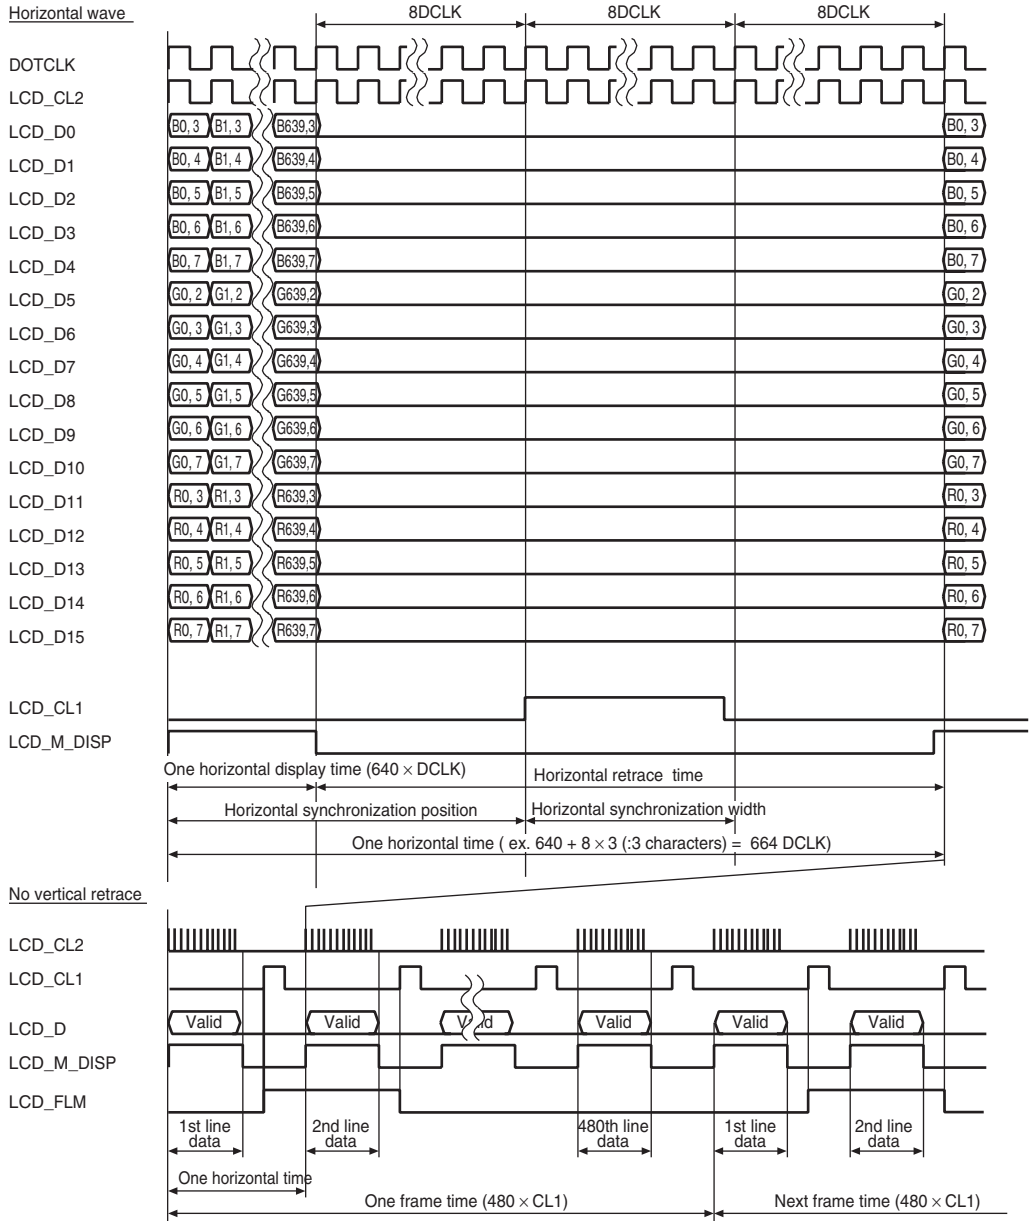 Horizontal wave
8DCLK 8DCLK 8DCLK
DOTCLK
LCD_CL2
LCD_D0 B0, 3 B1, 3 B639,3 B0, 3
LCD_D1 B0, 4 B1, 4 B639,4 B0, 4
LCD_D2 B0, 5 B1, 5 B639,5 B0, 5
LCD_D3 B0, 6 B1, 6 B639,6 B0, 6
LCD_D4 B0, 7 B1, 7 B639,7 B0, 7
LCD_D5 G0, 2 G1, 2 G639,2 G0, 2
LCD_D6 G0, 3 G1, 3 G639,3 G0, 3
LCD_D7 G0, 4 G1, 4 G639,4 G0, 4
LCD_D8 G0, 5 G1, 5 G639,5 G0, 5
LCD_D9 G0, 6 G1, 6 G639,6 G0, 6
LCD_D10 G0, 7 G1, 7 G639,7 G0, 7
LCD_D11 R0, 3 R1, 3 R639,3 R0, 3
LCD_D12 R0, 4 R1, 4 R639,4 R0, 4
LCD_D13 R0, 5 R1, 5 R639,5 R0, 5
LCD_D14 R0, 6 R1, 6 R639,6 R0, 6
LCD_D15 R0, 7 R1, 7 R639,7 R0, 7
LCD_CL1
LCD_M_DISP
One horizontal display time (640 × DCLK)
Horizontal retrace time
Horizontal synchronization position
Horizontal synchronization width
One horizontal time ( ex. 640 + 8 × 3 (:3 characters) = 664 DCLK)
No vertical retrace
LCD_CL2
LCD_CL1
LCD_D Valid Valid Valid Valid Valid Valid
LCD_M_DISP
LCD_FLM
1st line data
2nd line data
480th line data
1st line data
2nd line data
One horizontal time
One frame time (480 × CL1)
Next frame time (480 × CL1)